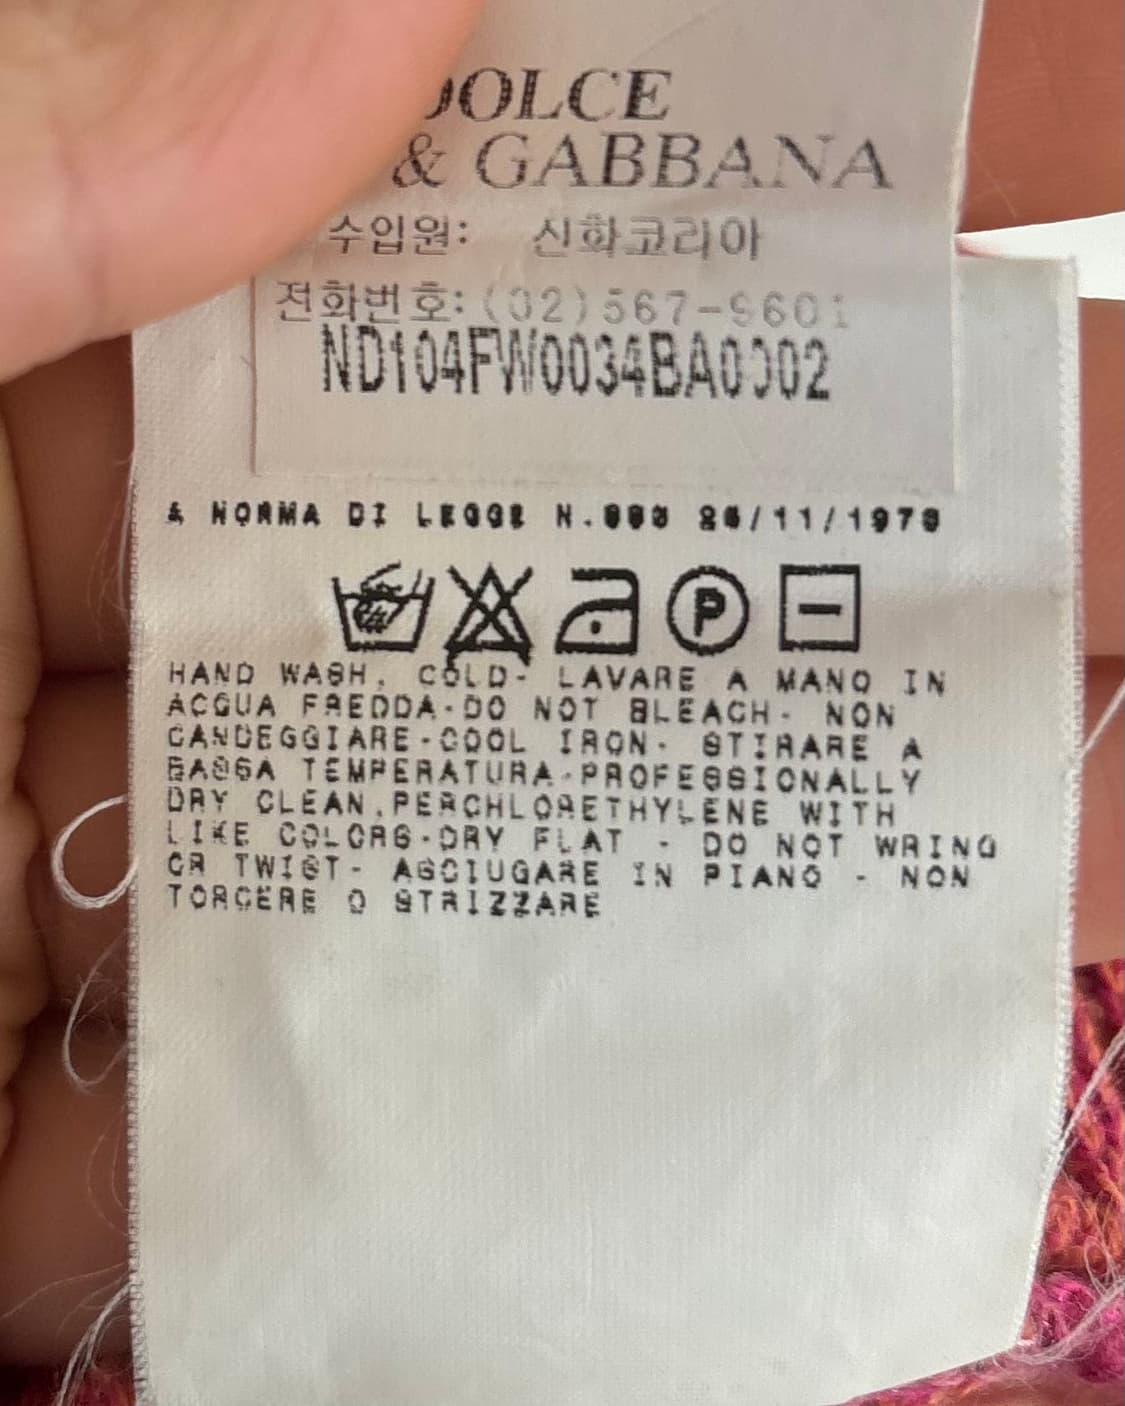 DOLCE
& GABBANA
수입원: 신화코리아
전화번호: (02)567-9601
ND104FW0034BA0002
A NORMA DI LEGGE N.883 26/11/1973
P
HAND WASH, COLD- LAVARE A MANO IN
ACQUA FREDDA-DO NOT BLEACH- NON
CANDEGGIARE-COOL IRON- STIRARE A
BASSA TEMPERATURA-PROFESSIONALLY
DRY CLEAN,PERCHLORETHYLENE WITH
LIKE COLORS-DRY FLAT - DO NOT WRING
OR TWIST- ASCIUGARE IN PIANO - NON
TORCERE O STRIZZARE